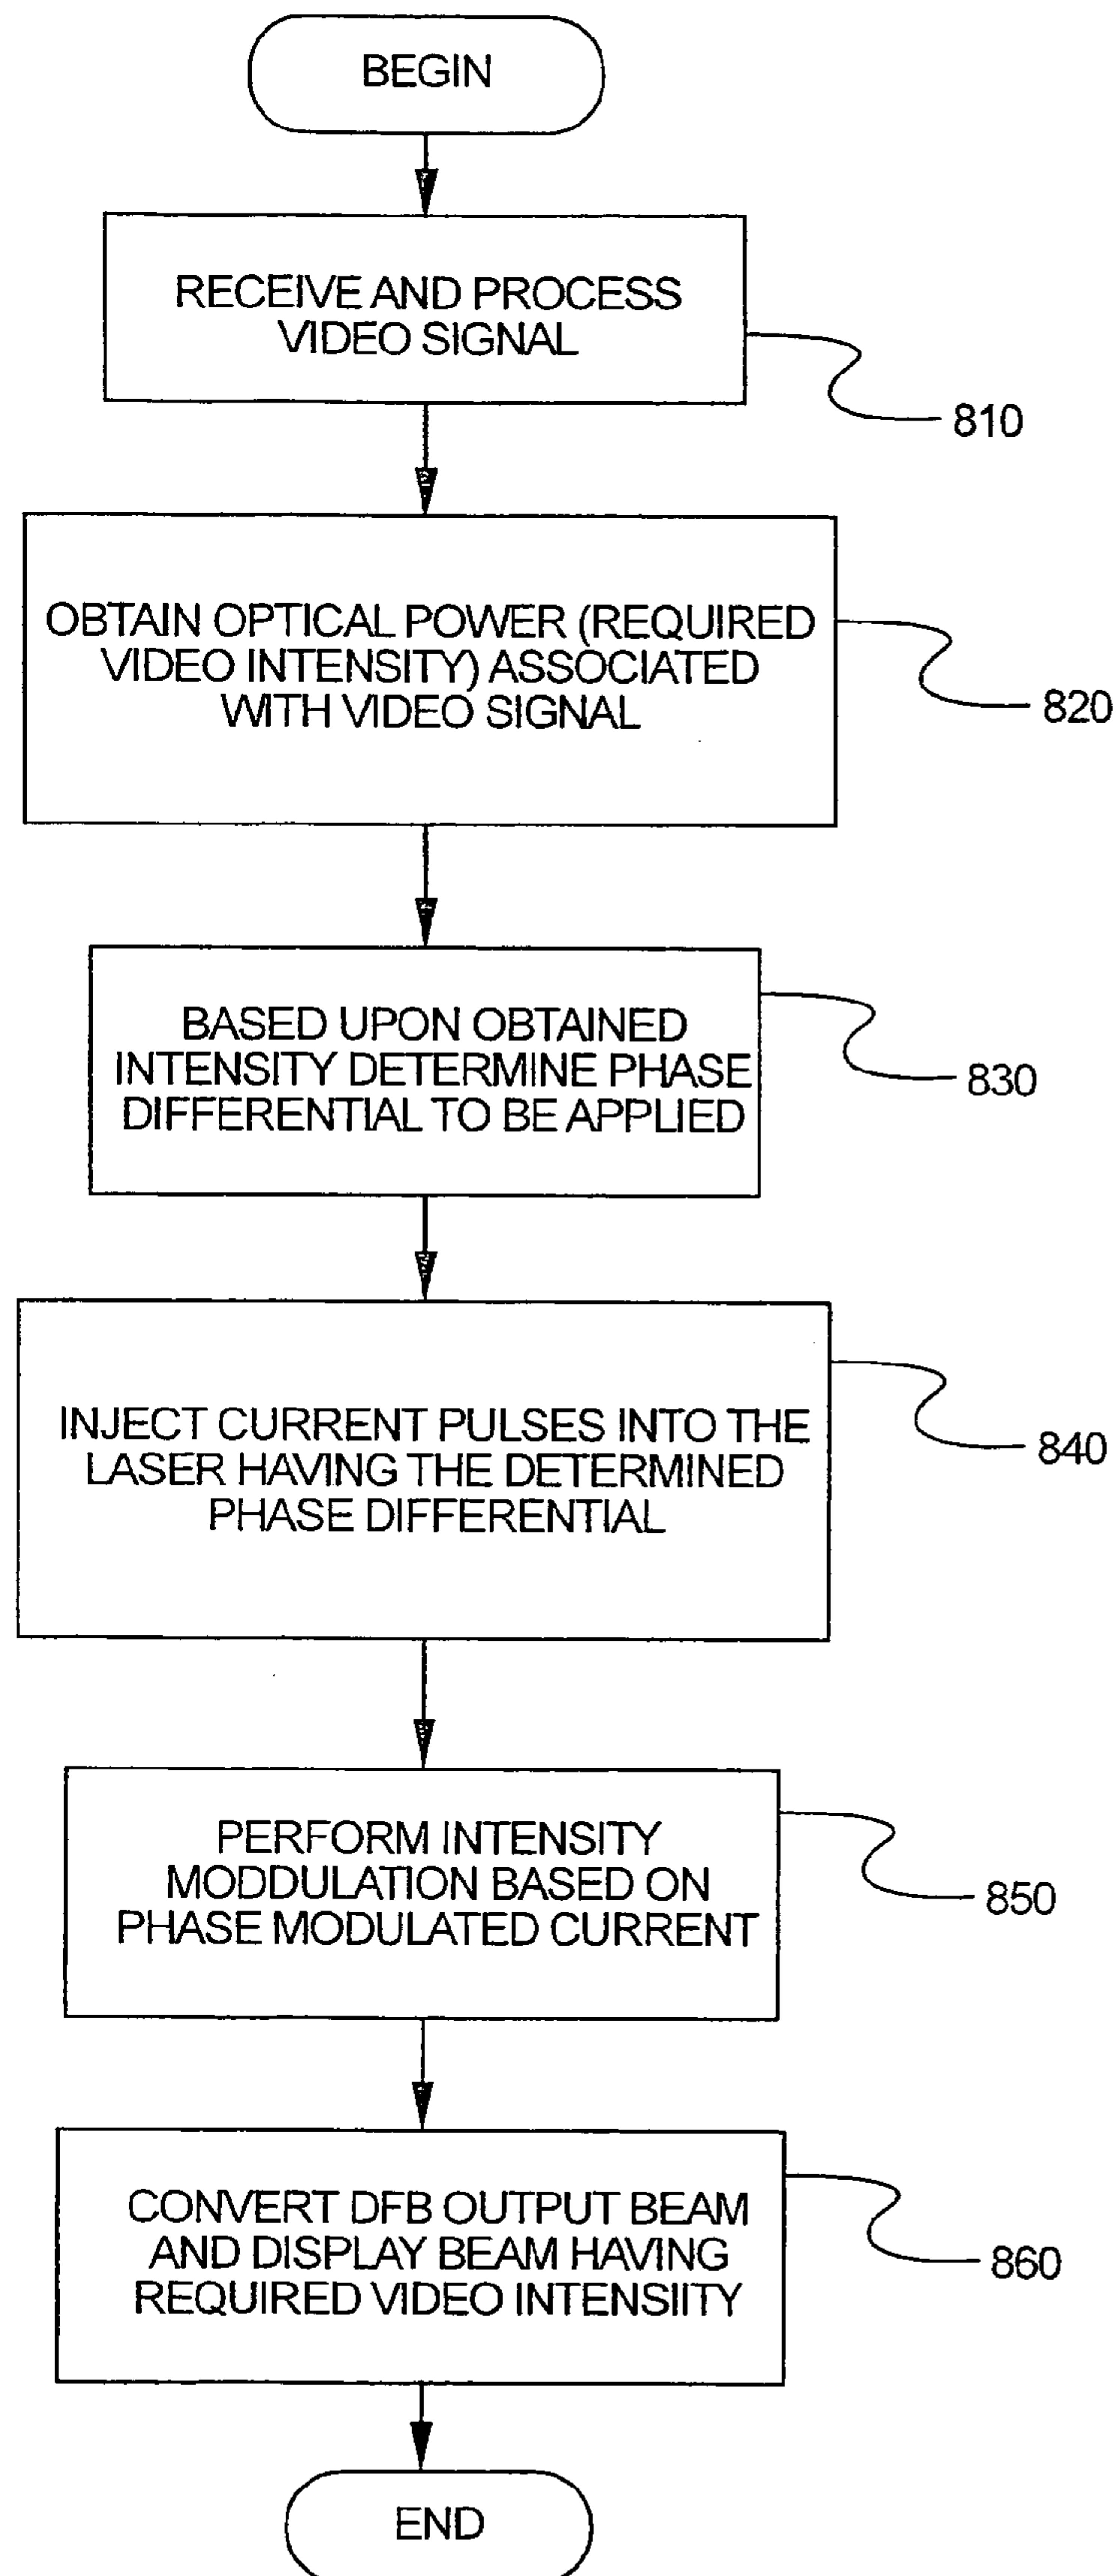 BEGIN
RECEIVE AND PROCESS
VIDEO SIGNAL
810
OBTAIN OPTICAL POWER (REQUIRED
VIDEO INTENSITY) ASSOCIATED
WITH VIDEO SIGNAL
820
BASED UPON OBTAINED
INTENSITY DETERMINE PHASE
DIFFERENTIAL TO BE APPLIED
830
INJECT CURRENT PULSES INTO THE
LASER HAVING THE DETERMINED
PHASE DIFFERENTIAL
840
PERFORM INTENSITY
MODDULATION BASED ON
PHASE MODULATED CURRENT
850
CONVERT DFB OUTPUT BEAM
AND DISPLAY BEAM HAVING
REQUIRED VIDEO INTENSIITY
860
END